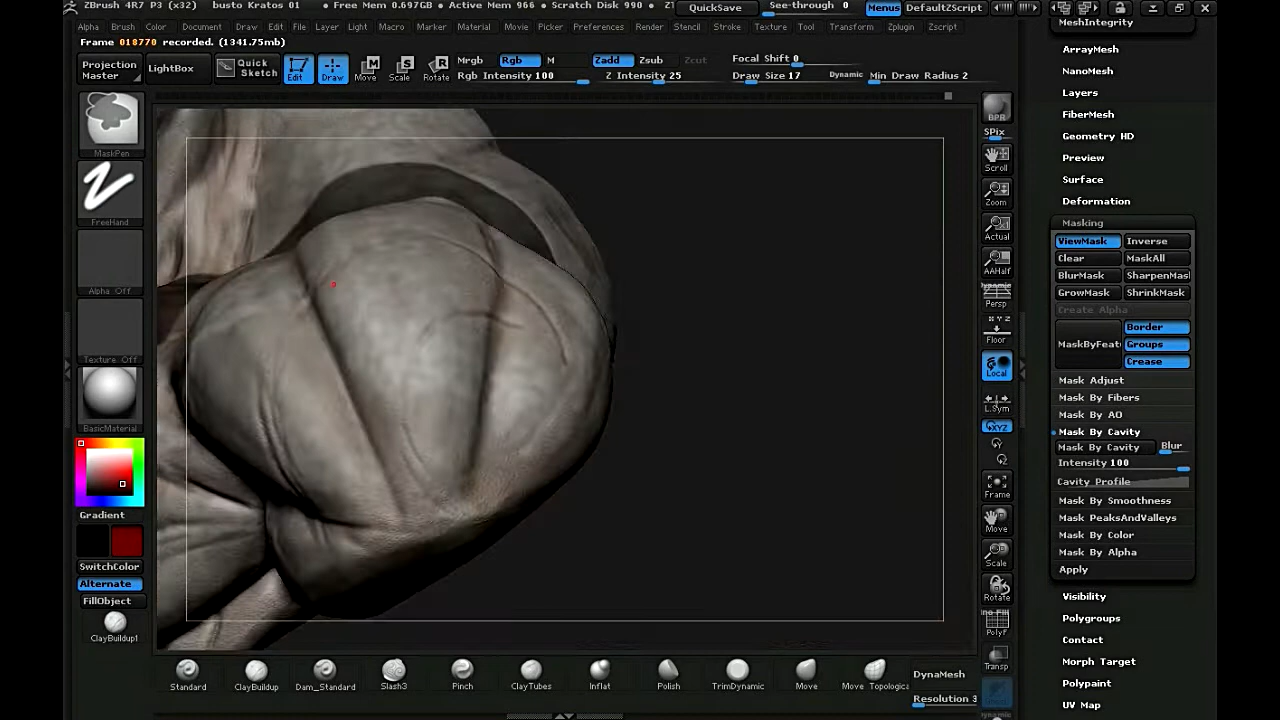 ZBrush 4R7 P3 (x32)
busto Kratos 01
• Free Mem 0.697GB • Active Mem 966 • Scratch Disk 990 •
QuickSave
See-through 0
Menus
DefaultZScript
Alpha Brush Color Document Draw Edit File Layer Light Macro Marker Material Movie Picker Preferences Render Stencil Stroke Texture Tool Transform Zplugin Zscript
Frame 018770 recorded. (1341.75mb)
Projection Master
LightBox
Quick Sketch
Edit
Draw
Move
Scale
Rotate
Mrgb Rgb M
Rgb Intensity 100
Zadd Zsub Zcut
Z Intensity 25
Focal Shift 0
Draw Size 17
Dynamic
Min Draw Radius 2
MaskPen
FreeHand
Alpha Off
Texture Off
BasicMaterial
Gradient
SwitchColor
Alternate
FillObject
ClayBuildup1
BPR
SPix
Scroll
Zoom
Actual
AAHalf
Dynamic
Persp
X Y Z
Floor
Local
L.Sym
XYZ
Frame
Move
Scale
Rotate
PolyF
Transp
MeshIntegrity
ArrayMesh
NanoMesh
Layers
FiberMesh
Geometry HD
Preview
Surface
Deformation
Masking
ViewMask Inverse
Clear MaskAll
BlurMask SharpenMas
GrowMask ShrinkMask
Create Alpha
MaskByFeat
Border
Groups
Crease
Mask Adjust
Mask By Fibers
Mask By AO
Mask By Cavity
Mask By Cavity Blur
Intensity 100
Cavity Profile
Mask By Smoothness
Mask PeaksAndValleys
Mask By Color
Mask By Alpha
Apply
Visibility
Polygroups
Contact
Morph Target
Polypaint
UV Map
Standard ClayBuildup Dam_Standard Slash3 Pinch ClayTubes Inflat Polish TrimDynamic Move Move Topologica
DynaMesh
Resolution 3